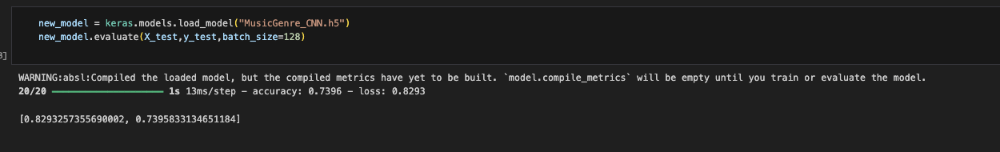 new_model = keras.models.load_model("MusicGenre_CNN.h5")
new_model.evaluate(X_test,y_test,batch_size=128)
3]
WARNING:absl:Compiled the loaded model, but the compiled metrics have yet to be built. `model.compile_metrics` will be empty until you train or evaluate the model.
20/20 ━━━━━━━━━━━━━━━━━━━━ 1s 13ms/step - accuracy: 0.7396 - loss: 0.8293
[0.8293257355690002, 0.7395833134651184]